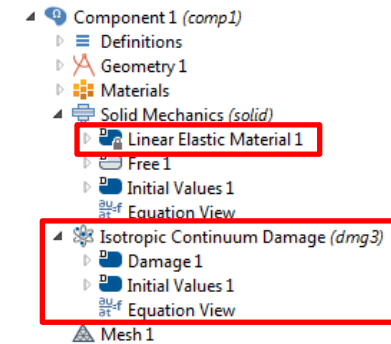 Component 1 (comp1)
Definitions
Geometry 1
Materials
Solid Mechanics (solid)
D Linear Elastic Material 1
D Free 1
D Initial Values 1
∂u/∂t=f Equation View
Isotropic Continuum Damage (dmg3)
D Damage 1
D Initial Values 1
∂u/∂t=f Equation View
Mesh 1